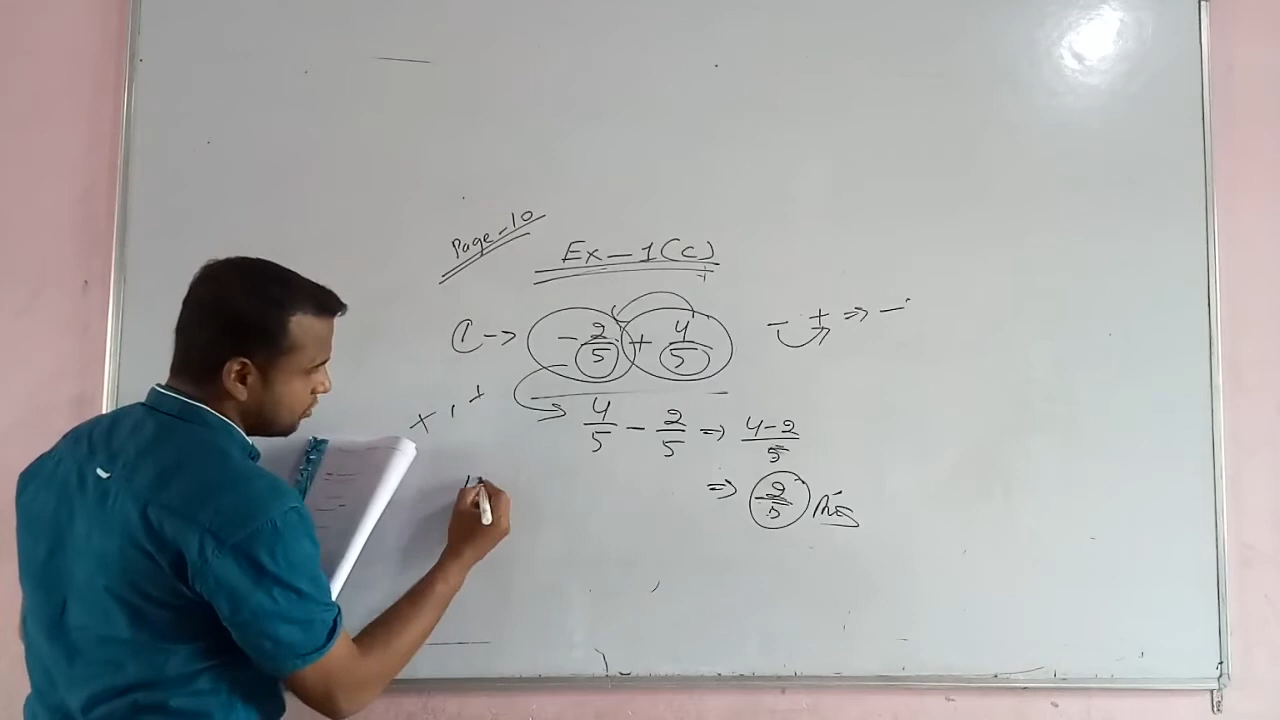 Page-10
Ex-1(C)
(1 → -2/5 + 4/5
- + ⇒ -
+ , +
4/5 - 2/5 ⇒ 4-2/5
⇒ 2/5 Ans